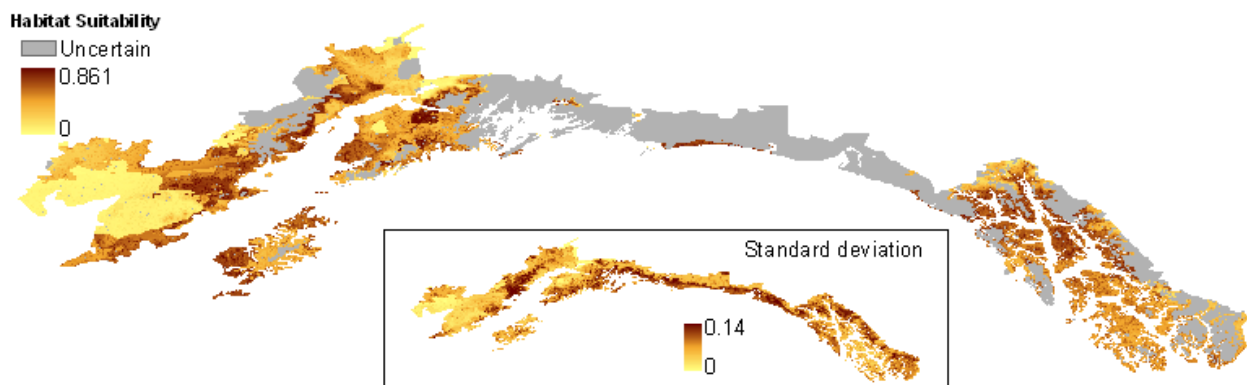 Habitat Suitability
Uncertain
0.861
0
Standard deviation
0.14
0